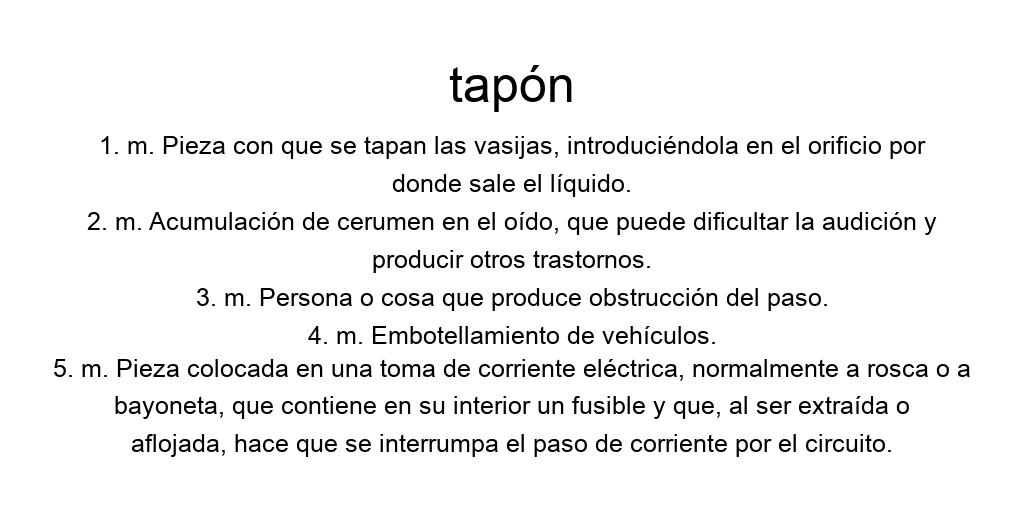 tapón
1. m. Pieza con que se tapan las vasijas, introduciéndola en el orificio por
donde sale el líquido.
2. m. Acumulación de cerumen en el oído, que puede dificultar la audición y
producir otros trastornos.
3. m. Persona o cosa que produce obstrucción del paso.
4. m. Embotellamiento de vehículos.
5. m. Pieza colocada en una toma de corriente eléctrica, normalmente a rosca o a
bayoneta, que contiene en su interior un fusible y que, al ser extraída o
aflojada, hace que se interrumpa el paso de corriente por el circuito.